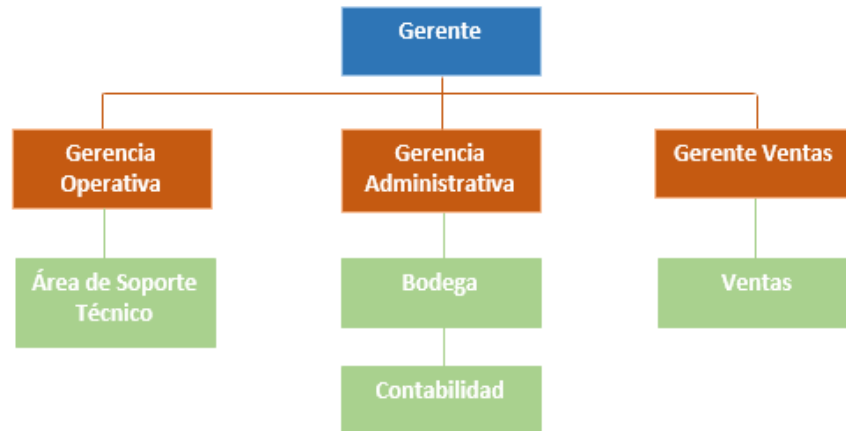 Gerente
Gerencia
Operativa
Gerencia
Administrativa
Gerente Ventas
Área de Soporte
Técnico
Bodega
Ventas
Contabilidad